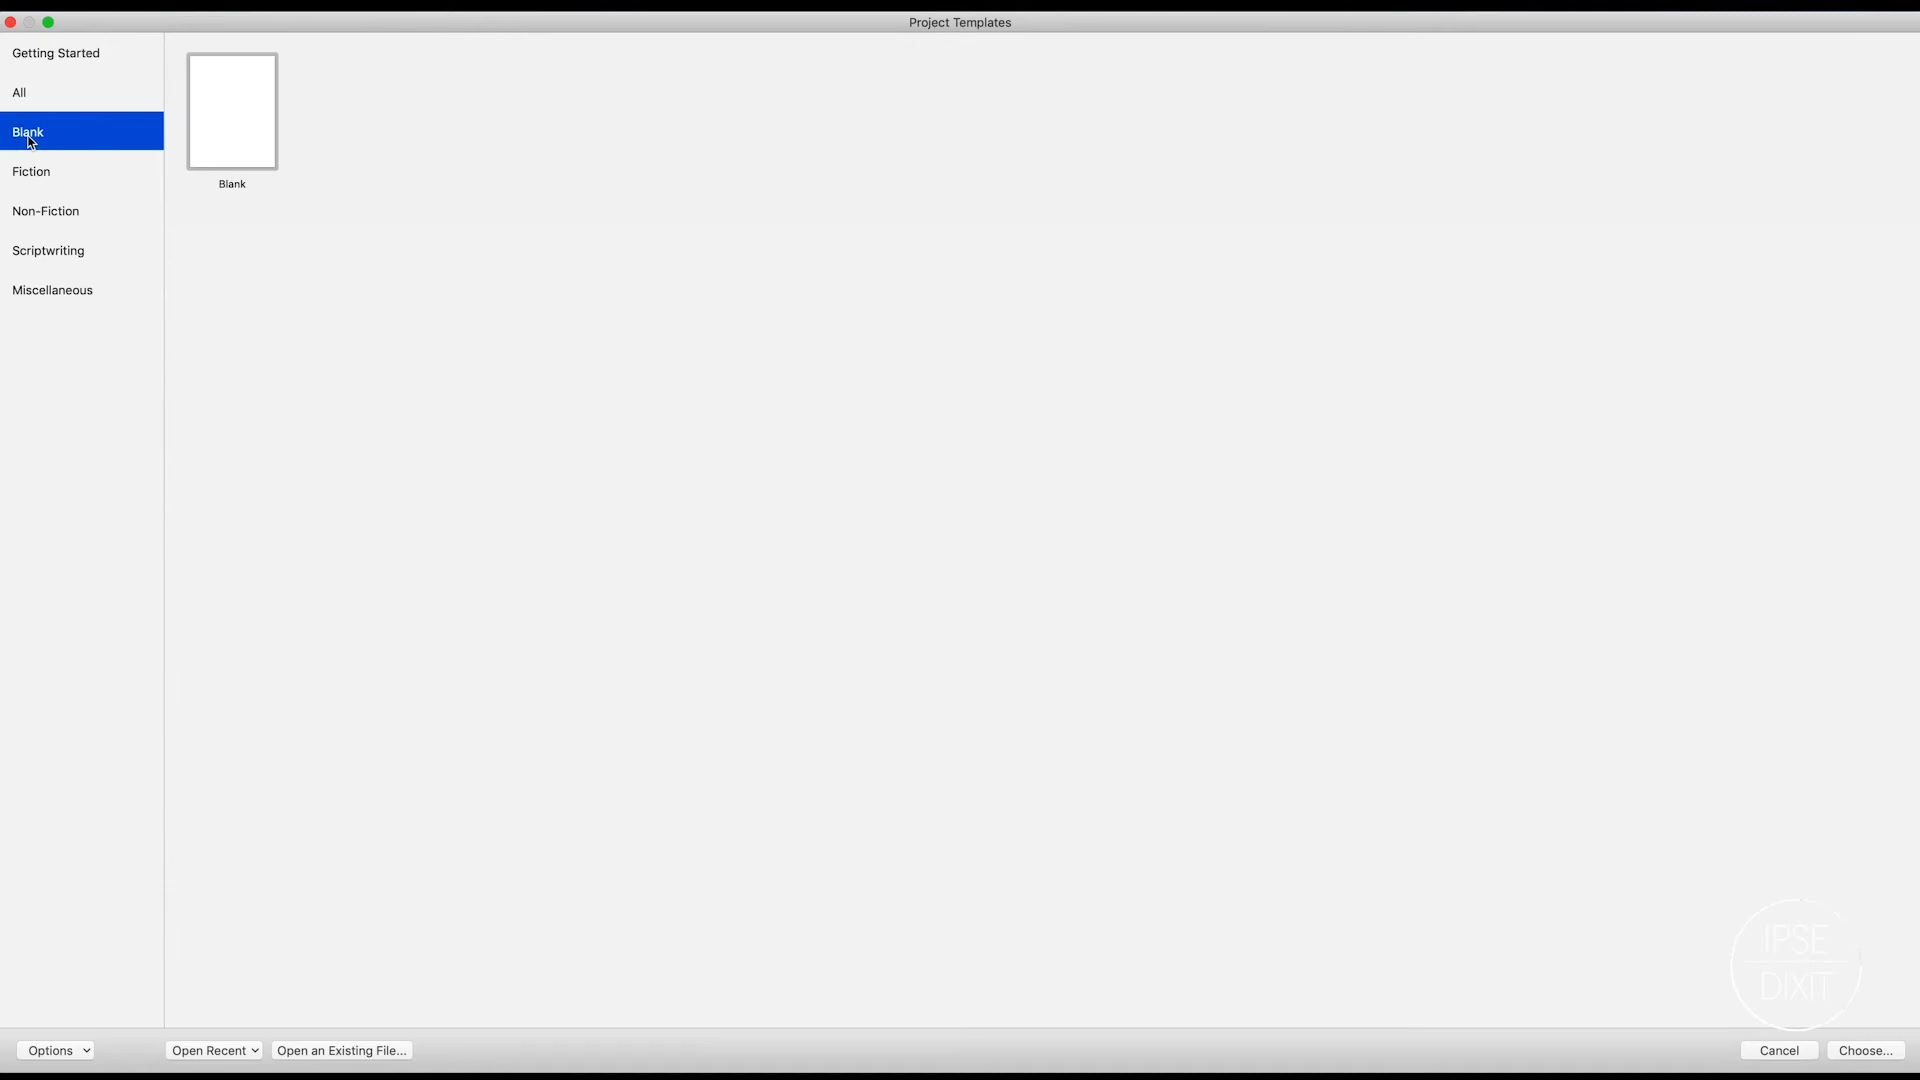 Project Templates
Getting Started
All
Blank
Fiction
Non-Fiction
Scriptwriting
Miscellaneous
Blank
IPSE
DIXIT
Options
Open Recent
Open an Existing File...
Cancel
Choose...